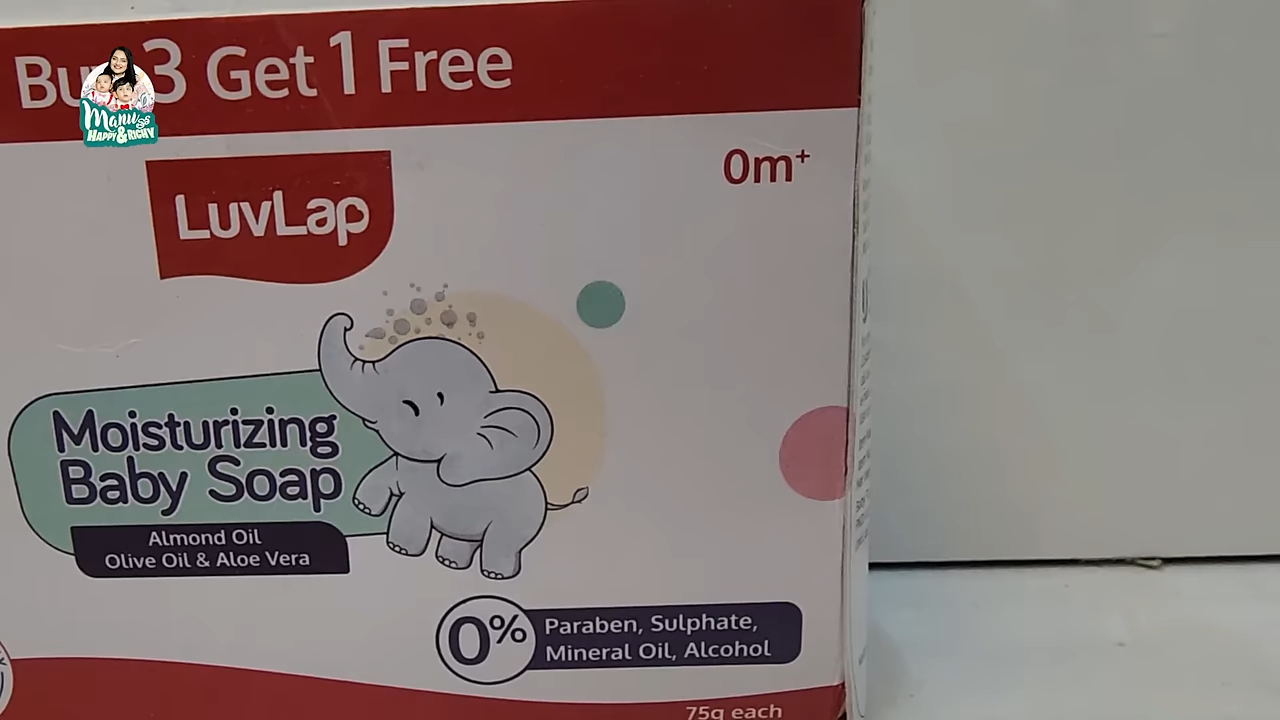 Buy 3 Get 1 Free
Manu's
HAPPY & RICHY
0m+
LuvLap
Moisturizing
Baby Soap
Almond Oil
Olive Oil & Aloe Vera
0%
Paraben, Sulphate,
Mineral Oil, Alcohol
75g each